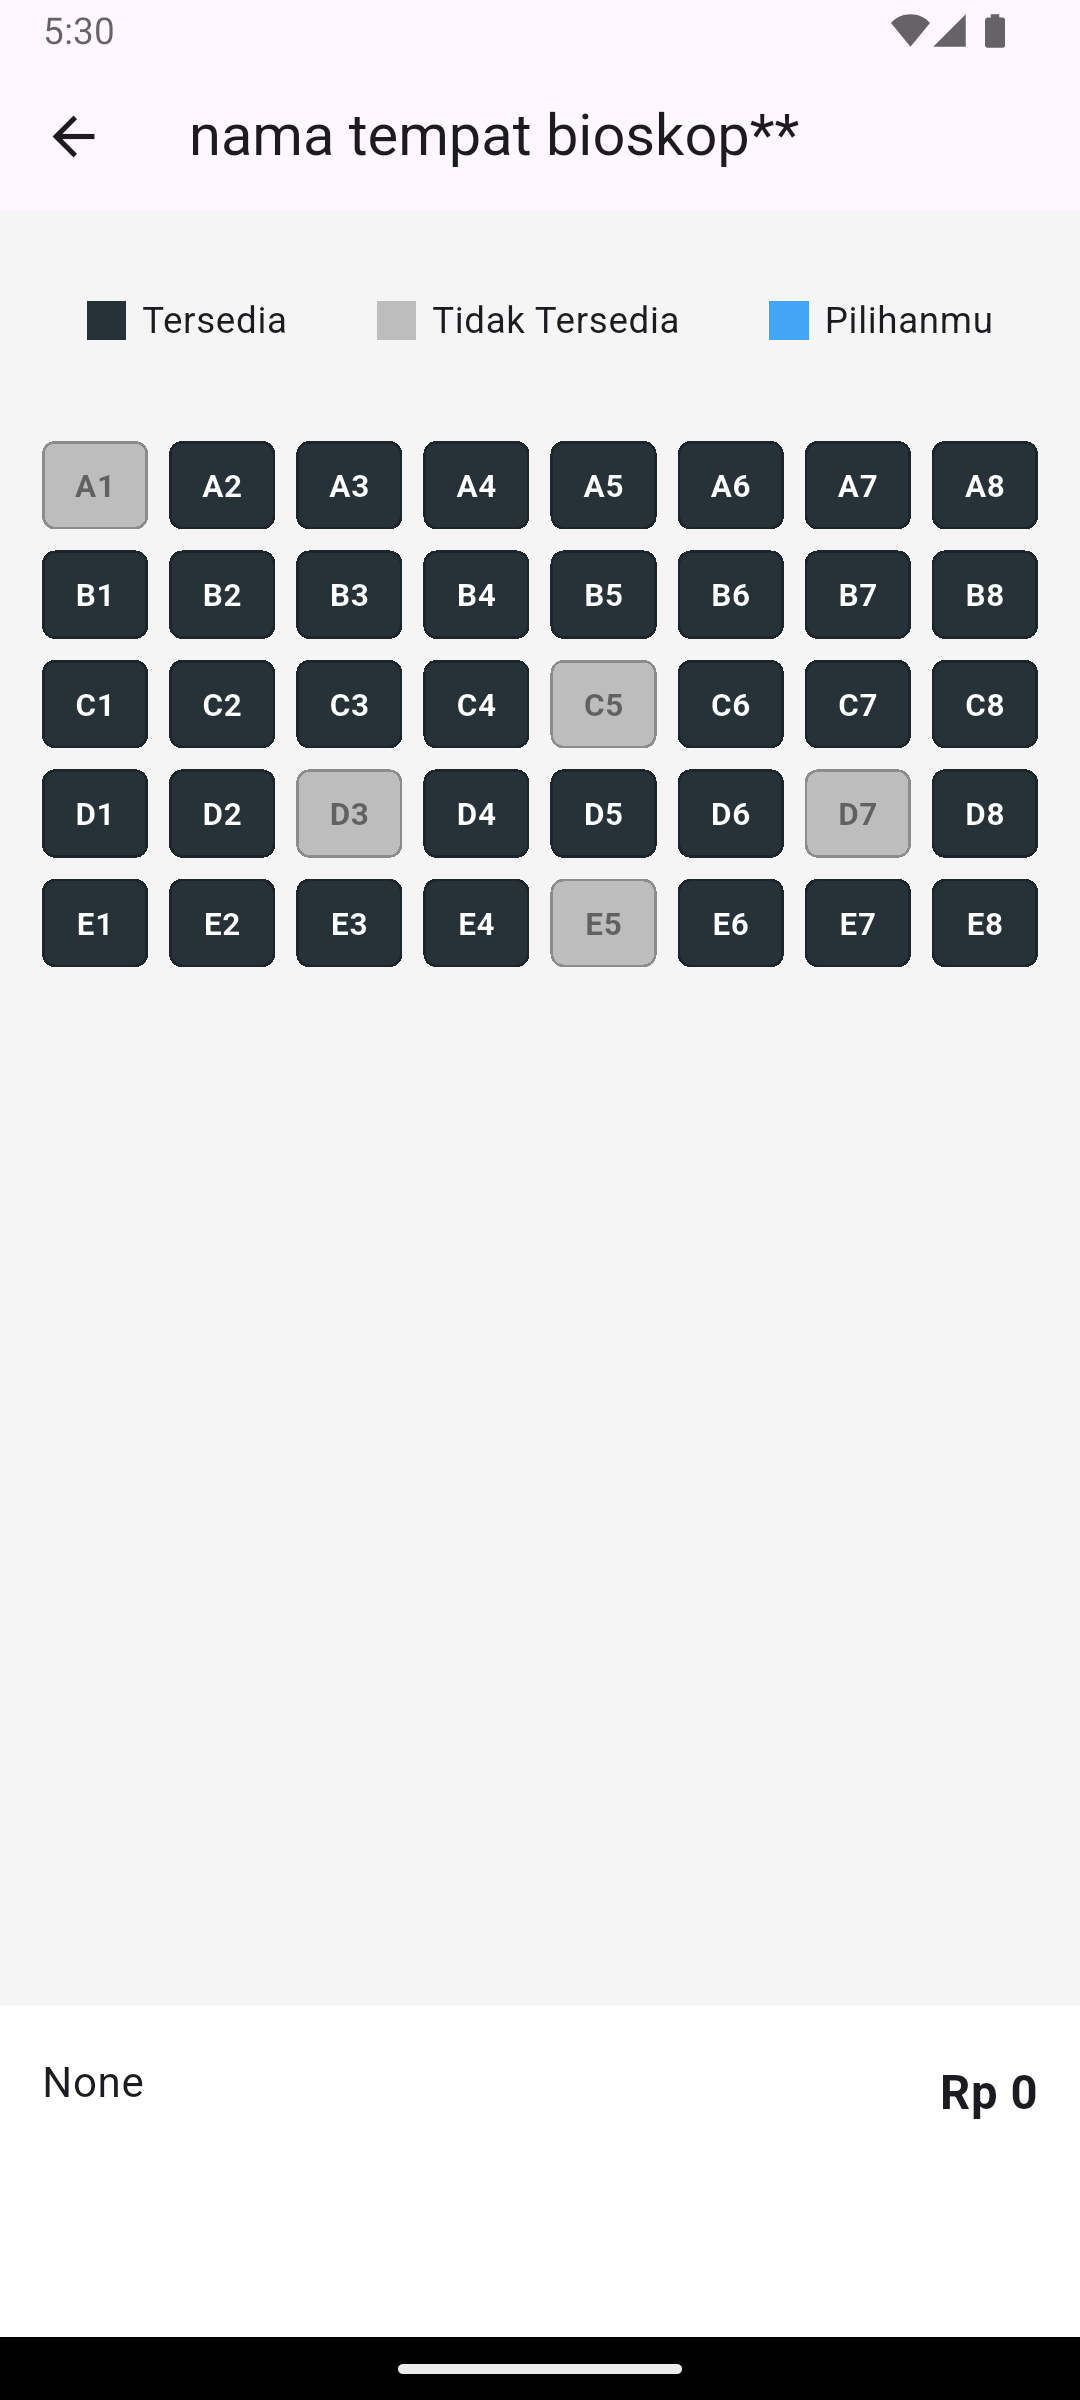 5:30
nama tempat bioskop**
Tersedia Tidak Tersedia Pilihanmu
A1 A2 A3 A4 A5 A6 A7 A8
B1 B2 B3 B4 B5 B6 B7 B8
C1 C2 C3 C4 C5 C6 C7 C8
D1 D2 D3 D4 D5 D6 D7 D8
E1 E2 E3 E4 E5 E6 E7 E8
None Rp 0